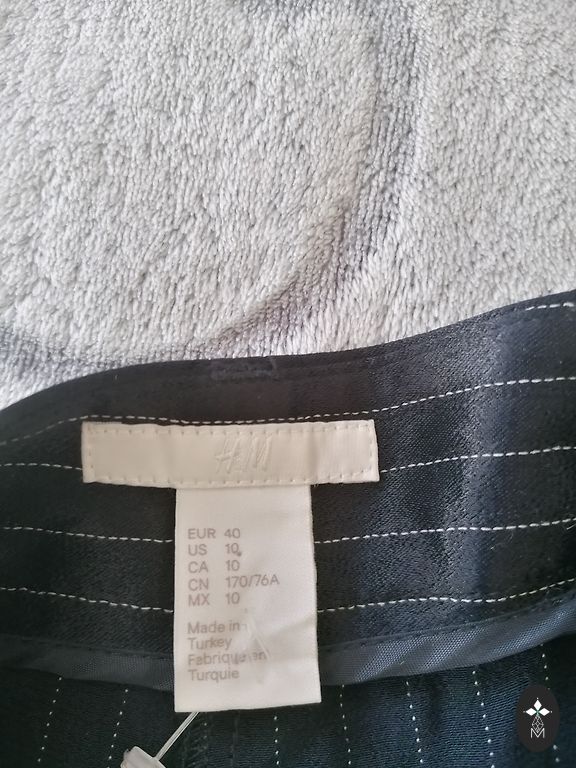 H&M
EUR 40
US 10
CA 10
CN 170/76A
MX 10
Made in
Turkey
Fabriqué en
Turquie
M